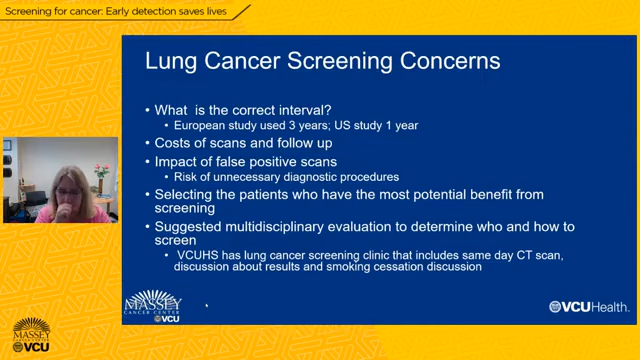 Screening for cancer: Early detection saves lives
Lung Cancer Screening Concerns
• What is the correct interval?
• European study used 3 years; US study 1 year
• Costs of scans and follow up
• Impact of false positive scans
• Risk of unnecessary diagnostic procedures
• Selecting the patients who have the most potential benefit from
screening
• Suggested multidisciplinary evaluation to determine who and how to
screen
• VCUHS has lung cancer screening clinic that includes same day CT scan,
discussion about results and smoking cessation discussion
MASSEY
CANCER CENTER
VCU
VCUHealth.
MASSEY
CANCER CENTER
VCU